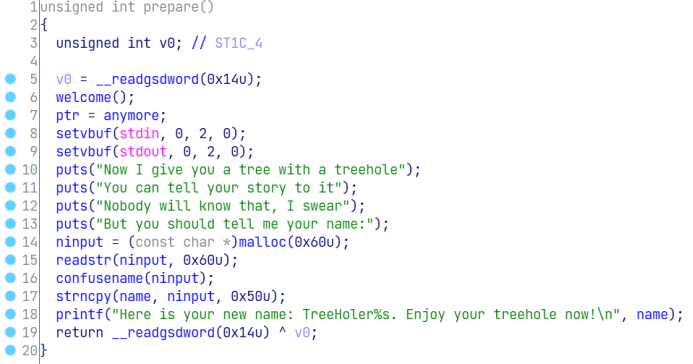 1 unsigned int prepare()
2 {
3 unsigned int v0; // ST1C_4
4
5 v0 = __readgsdword(0x14u);
6 welcome();
7 ptr = anymore;
8 setvbuf(stdin, 0, 2, 0);
9 setvbuf(stdout, 0, 2, 0);
10 puts("Now I give you a tree with a treehole");
11 puts("You can tell your story to it");
12 puts("Nobody will know that, I swear");
13 puts("But you should tell me your name:");
14 ninput = (const char *)malloc(0x60u);
15 readstr(ninput, 0x60u);
16 confusename(ninput);
17 strncpy(name, ninput, 0x50u);
18 printf("Here is your new name: TreeHoler%s. Enjoy your treehole now!\n", name);
19 return __readgsdword(0x14u) ^ v0;
20 }